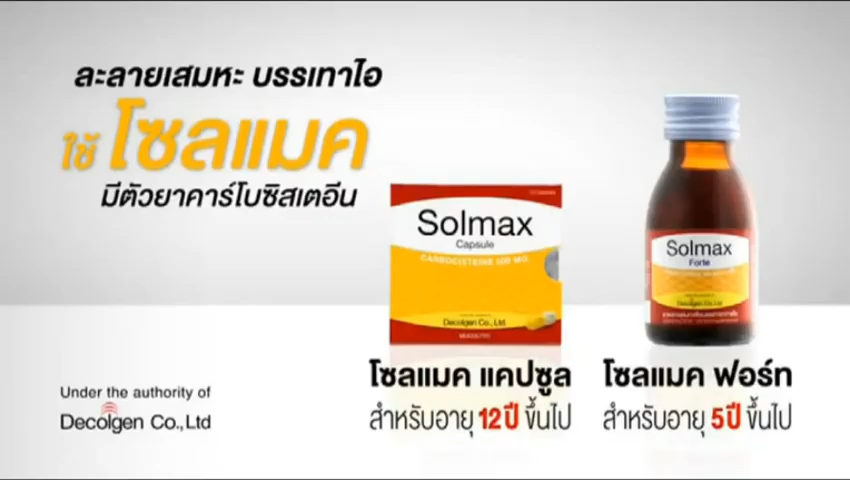 ละลายเสมหะ บรรเทาไอ
ใช้ โซลแมค
มีตัวยาคาร์โบซิสเตอีน
Solmax
Capsule
CARBOCISTEINE 500 MG.
Decolgen Co., Ltd.
Solmax
Forte
Decolgen Co., Ltd
โซลแมค แคปซูล
สำหรับอายุ 12 ปี ขึ้นไป
โซลแมค ฟอร์ท
สำหรับอายุ 5 ปี ขึ้นไป
Under the authority of
Decolgen Co., Ltd